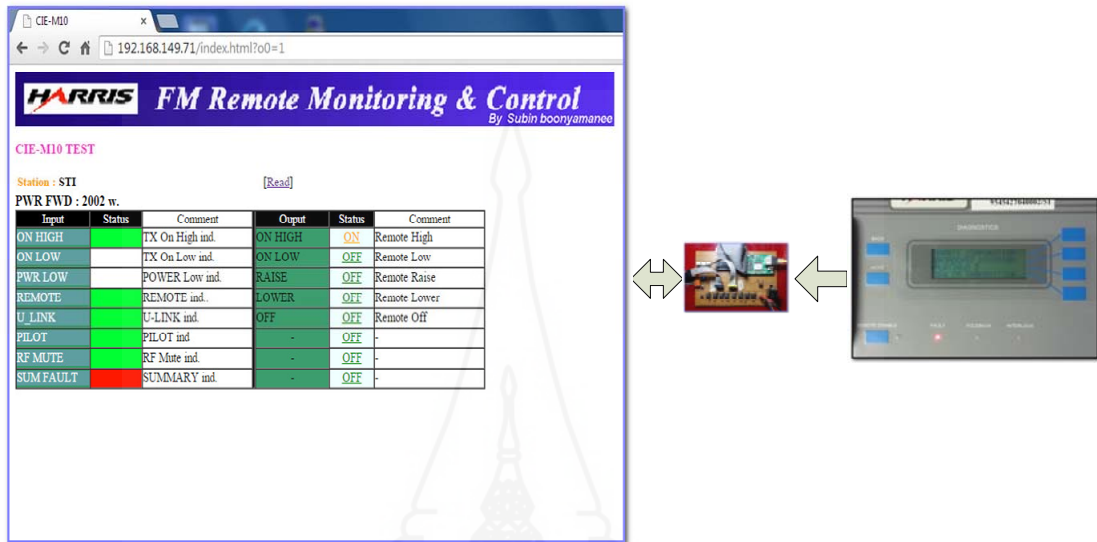 CIE-M10
192.168.149.71/index.html?o0=1
HARRIS FM Remote Monitoring & Control
By Subin boonyamanee
CIE-M10 TEST
Station : STI [Read]
PWR FWD : 2002 w.
Input Status Comment Ouput Status Comment
ON HIGH TX On High ind. ON HIGH ON Remote High
ON LOW TX On Low ind. ON LOW OFF Remote Low
PWR LOW POWER Low ind. RAISE OFF Remote Raise
REMOTE REMOTE ind.. LOWER OFF Remote Lower
U_LINK U-LINK ind. OFF OFF Remote Off
PILOT PILOT ind - OFF -
RF MUTE RF Mute ind. - OFF -
SUM FAULT SUMMARY ind. - OFF -
DIAGNOSTICS
BACK
FAULT